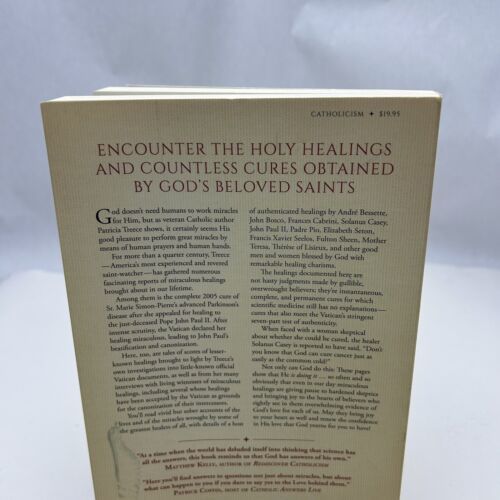 CATHOLICISM ✦ $19.95
ENCOUNTER THE HOLY HEALINGS
AND COUNTLESS CURES OBTAINED
BY GOD'S BELOVED SAINTS
God doesn't need humans to work miracles
for Him, but as veteran Catholic author
Patricia Treece shows, it certainly seems His
good pleasure to perform great miracles by
means of human prayers and human hands.
For more than a quarter century, Treece
—America's most experienced and revered
saint-watcher—has gathered numerous
fascinating reports of miraculous healings
brought about in our lifetime.
Among them is the complete 2005 cure of
Sr. Marie Simon-Pierre's advanced Parkinson's
disease after she appealed for healing to
the just-deceased Pope John Paul II. After
intense scrutiny, the Vatican declared her
healing miraculous, leading to John Paul's
beatification and canonization.
Here, too, are tales of scores of lesser-
known healings brought to light by Treece's
own investigations into little-known official
Vatican documents, as well as from her many
interviews with living witnesses of miraculous
healings, including several whose healings
have been accepted by the Vatican as grounds
for the canonization of their intercessors.
You'll read vivid but sober accounts of the
lives and of the miracles wrought by some of
the greatest healers of all, with details of a host
of authenticated healings by André Bessette,
John Bosco, Frances Cabrini, Solanus Casey,
John Paul II, Padre Pio, Elizabeth Seton,
Francis Xavier Seelos, Fulton Sheen, Mother
Teresa, Thérèse of Lisieux, and other good
men and women blessed by God with
remarkable healing charisms.
The healings documented here are
not hasty judgments made by gullible,
overwrought believers; they're instantaneous,
complete, and permanent cures for which
scientific medicine still has no explanations—
cures that also meet the Vatican's stringent
seven-part test of authenticity.
When faced with a woman skeptical
about whether she could be cured, the healer
Solanus Casey is reported to have said, "Don't
you know that God can cure cancer just as
easily as the common cold?"
Not only can God do this: These pages
show that He is doing it ... so often and so
obviously that even in our day miraculous
healings are giving pause to hardened skeptics
and bringing joy to the hearts of believers who
rightly see in them overwhelming evidence of
God's love for each of us. May they bring joy
to your heart as well and renewed confidence
in His love that God yearns for you to have!
"At a time when the world has deluded itself into thinking that science has
all the answers, this book reminds us that God has answers of his own."
MATTHEW KELLY, AUTHOR OF REDISCOVER CATHOLICISM
"Here you'll find answers to questions not just about miracles, but about
what can happen to you if you dare to say yes to the Love behind them."
PATRICK COFFIN, HOST OF CATHOLIC ANSWERS LIVE